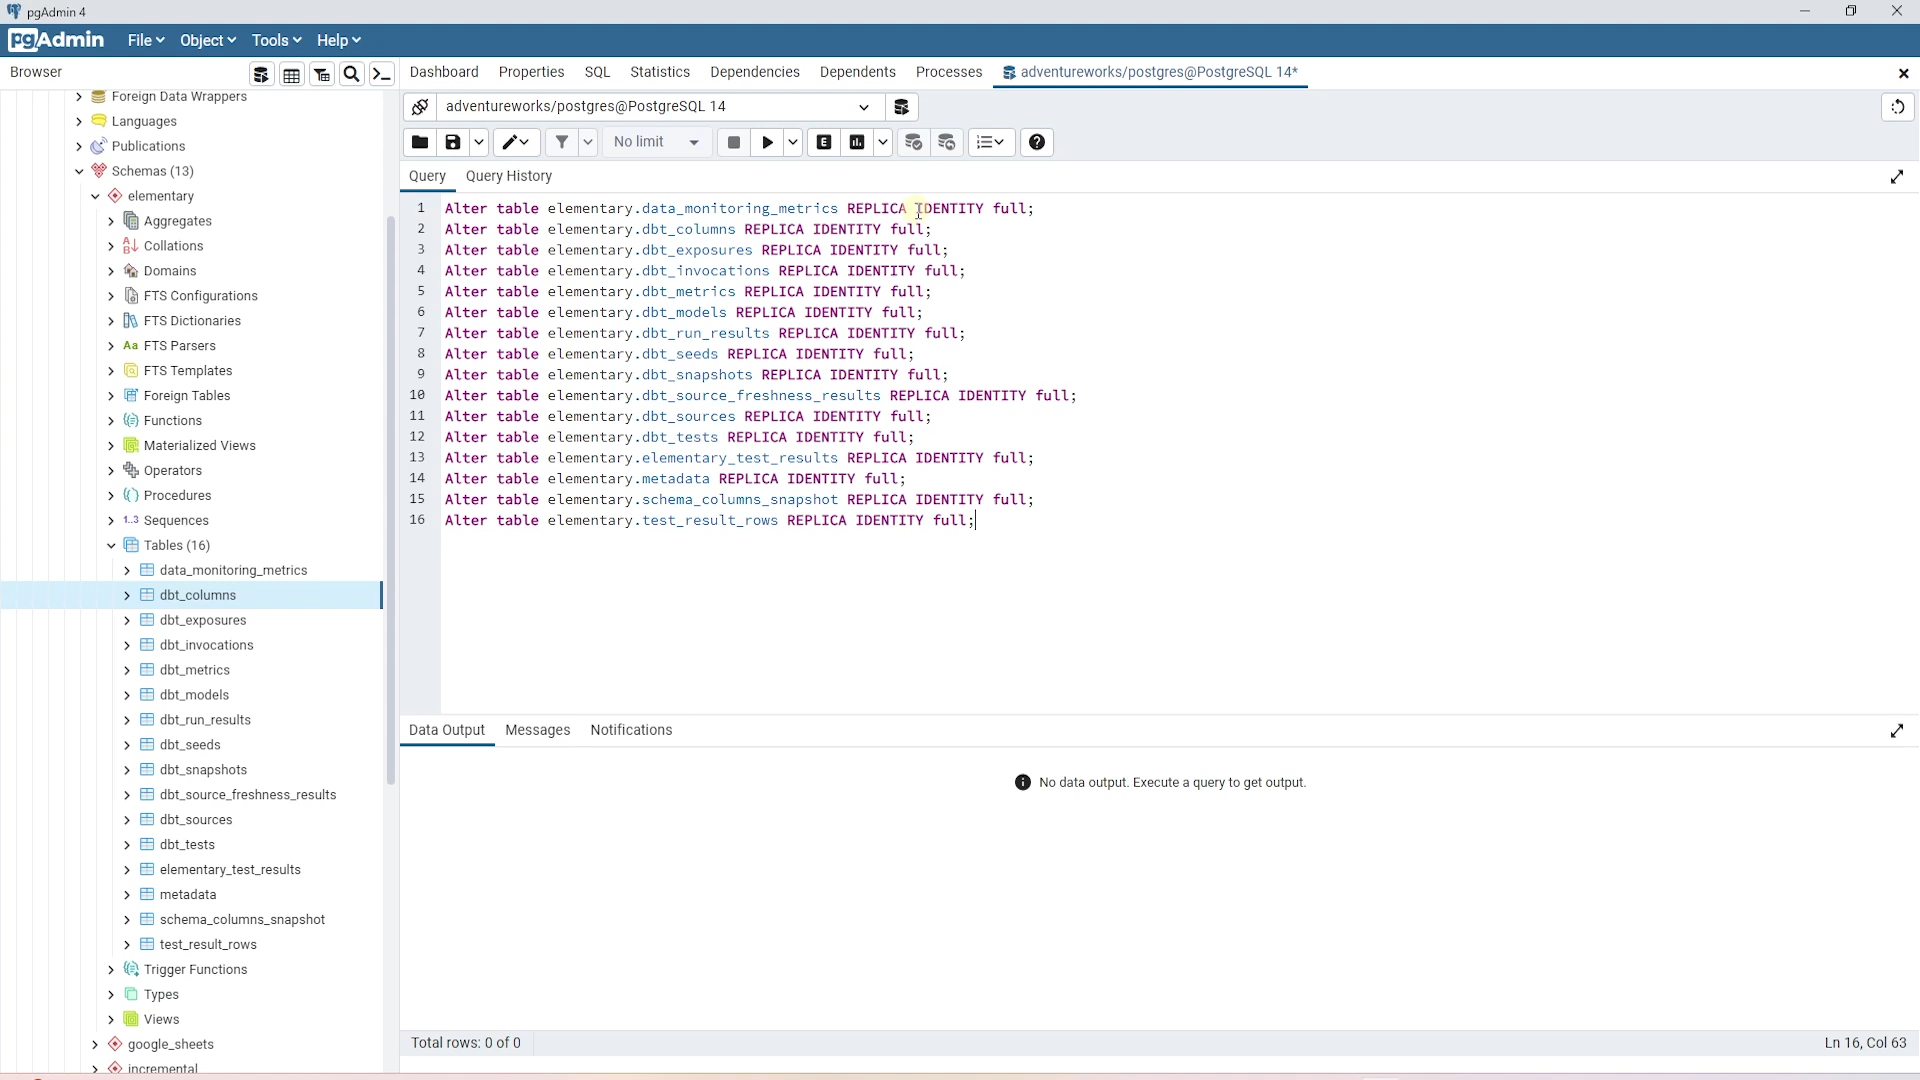 pgAdmin 4
pgAdmin File Object Tools Help
Browser
Dashboard Properties SQL Statistics Dependencies Dependents Processes adventureworks/postgres@PostgreSQL 14*
adventureworks/postgres@PostgreSQL 14
No limit
Query Query History
Foreign Data Wrappers
Languages
Publications
Schemas (13)
elementary
Aggregates
Collations
Domains
FTS Configurations
FTS Dictionaries
Aa FTS Parsers
FTS Templates
Foreign Tables
Functions
Materialized Views
Operators
Procedures
1..3 Sequences
Tables (16)
data_monitoring_metrics
dbt_columns
dbt_exposures
dbt_invocations
dbt_metrics
dbt_models
dbt_run_results
dbt_seeds
dbt_snapshots
dbt_source_freshness_results
dbt_sources
dbt_tests
elementary_test_results
metadata
schema_columns_snapshot
test_result_rows
Trigger Functions
Types
Views
google_sheets
incremental
1 Alter table elementary.data_monitoring_metrics REPLICA IDENTITY full;
2 Alter table elementary.dbt_columns REPLICA IDENTITY full;
3 Alter table elementary.dbt_exposures REPLICA IDENTITY full;
4 Alter table elementary.dbt_invocations REPLICA IDENTITY full;
5 Alter table elementary.dbt_metrics REPLICA IDENTITY full;
6 Alter table elementary.dbt_models REPLICA IDENTITY full;
7 Alter table elementary.dbt_run_results REPLICA IDENTITY full;
8 Alter table elementary.dbt_seeds REPLICA IDENTITY full;
9 Alter table elementary.dbt_snapshots REPLICA IDENTITY full;
10 Alter table elementary.dbt_source_freshness_results REPLICA IDENTITY full;
11 Alter table elementary.dbt_sources REPLICA IDENTITY full;
12 Alter table elementary.dbt_tests REPLICA IDENTITY full;
13 Alter table elementary.elementary_test_results REPLICA IDENTITY full;
14 Alter table elementary.metadata REPLICA IDENTITY full;
15 Alter table elementary.schema_columns_snapshot REPLICA IDENTITY full;
16 Alter table elementary.test_result_rows REPLICA IDENTITY full;
Data Output Messages Notifications
No data output. Execute a query to get output.
Total rows: 0 of 0
Ln 16, Col 63